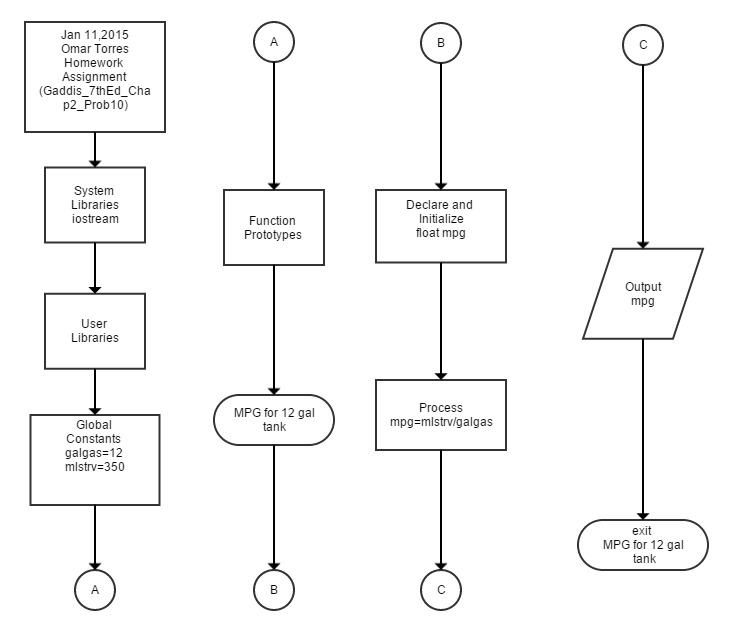 Jan 11,2015
Omar Torres
Homework
Assignment
(Gaddis_7thEd_Cha
p2_Prob10)
System
Libraries
iostream
User
Libraries
Global
Constants
galgas=12
mlstrv=350
A
A
Function
Prototypes
MPG for 12 gal
tank
B
B
Declare and
Initialize
float mpg
Process
mpg=mlstrv/galgas
C
C
Output
mpg
exit
MPG for 12 gal
tank